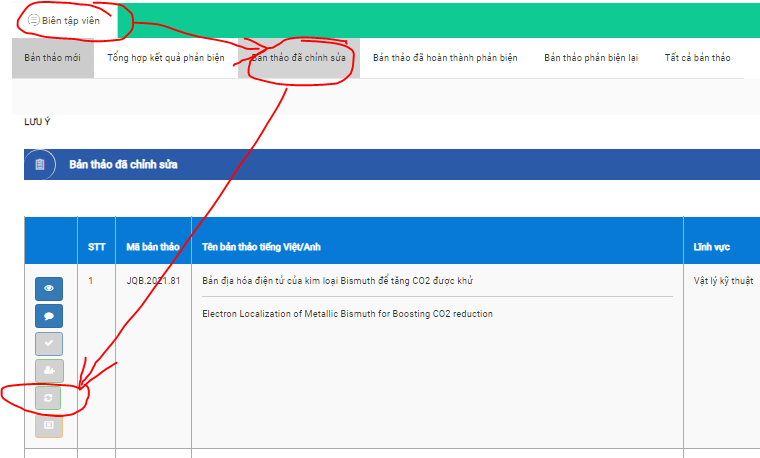 Biên tập viên
Bản thảo mới Tổng hợp kết quả phản biện Bản thảo đã chỉnh sửa Bản thảo đã hoàn thành phản biện Bản thảo phản biện lại Tất cả bản thảo
LƯU Ý
Bản thảo đã chỉnh sửa
STT Mã bản thảo Tên bản thảo tiếng Việt/Anh Lĩnh vực
1 JQB.2021.81 Bản địa hóa điện tử của kim loại Bismuth để tăng CO2 được khử Vật lý kỹ thuật
Electron Localization of Metallic Bismuth for Boosting CO2 reduction